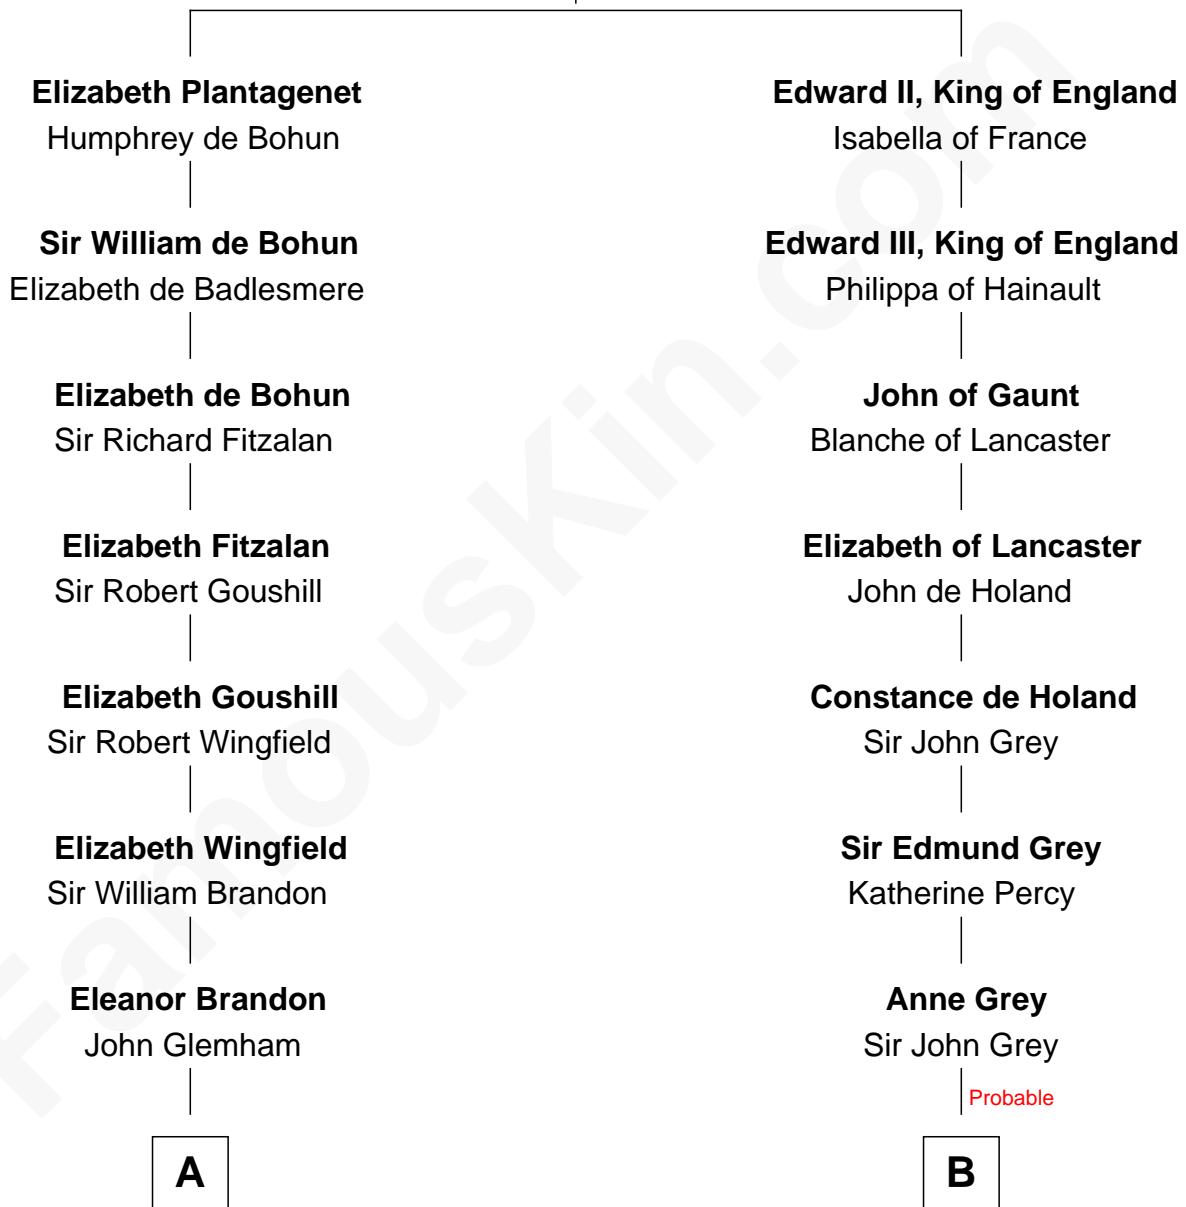 Elizabeth Plantagenet
Humphrey de Bohun
Sir William de Bohun
Elizabeth de Badlesmere
Elizabeth de Bohun
Sir Richard Fitzalan
Elizabeth Fitzalan
Sir Robert Goushill
Elizabeth Goushill
Sir Robert Wingfield
Elizabeth Wingfield
Sir William Brandon
Eleanor Brandon
John Glemham
A
Edward II, King of England
Isabella of France
Edward III, King of England
Philippa of Hainault
John of Gaunt
Blanche of Lancaster
Elizabeth of Lancaster
John de Holand
Constance de Holand
Sir John Grey
Sir Edmund Grey
Katherine Percy
Anne Grey
Sir John Grey
Probable
B
FamousKin.com